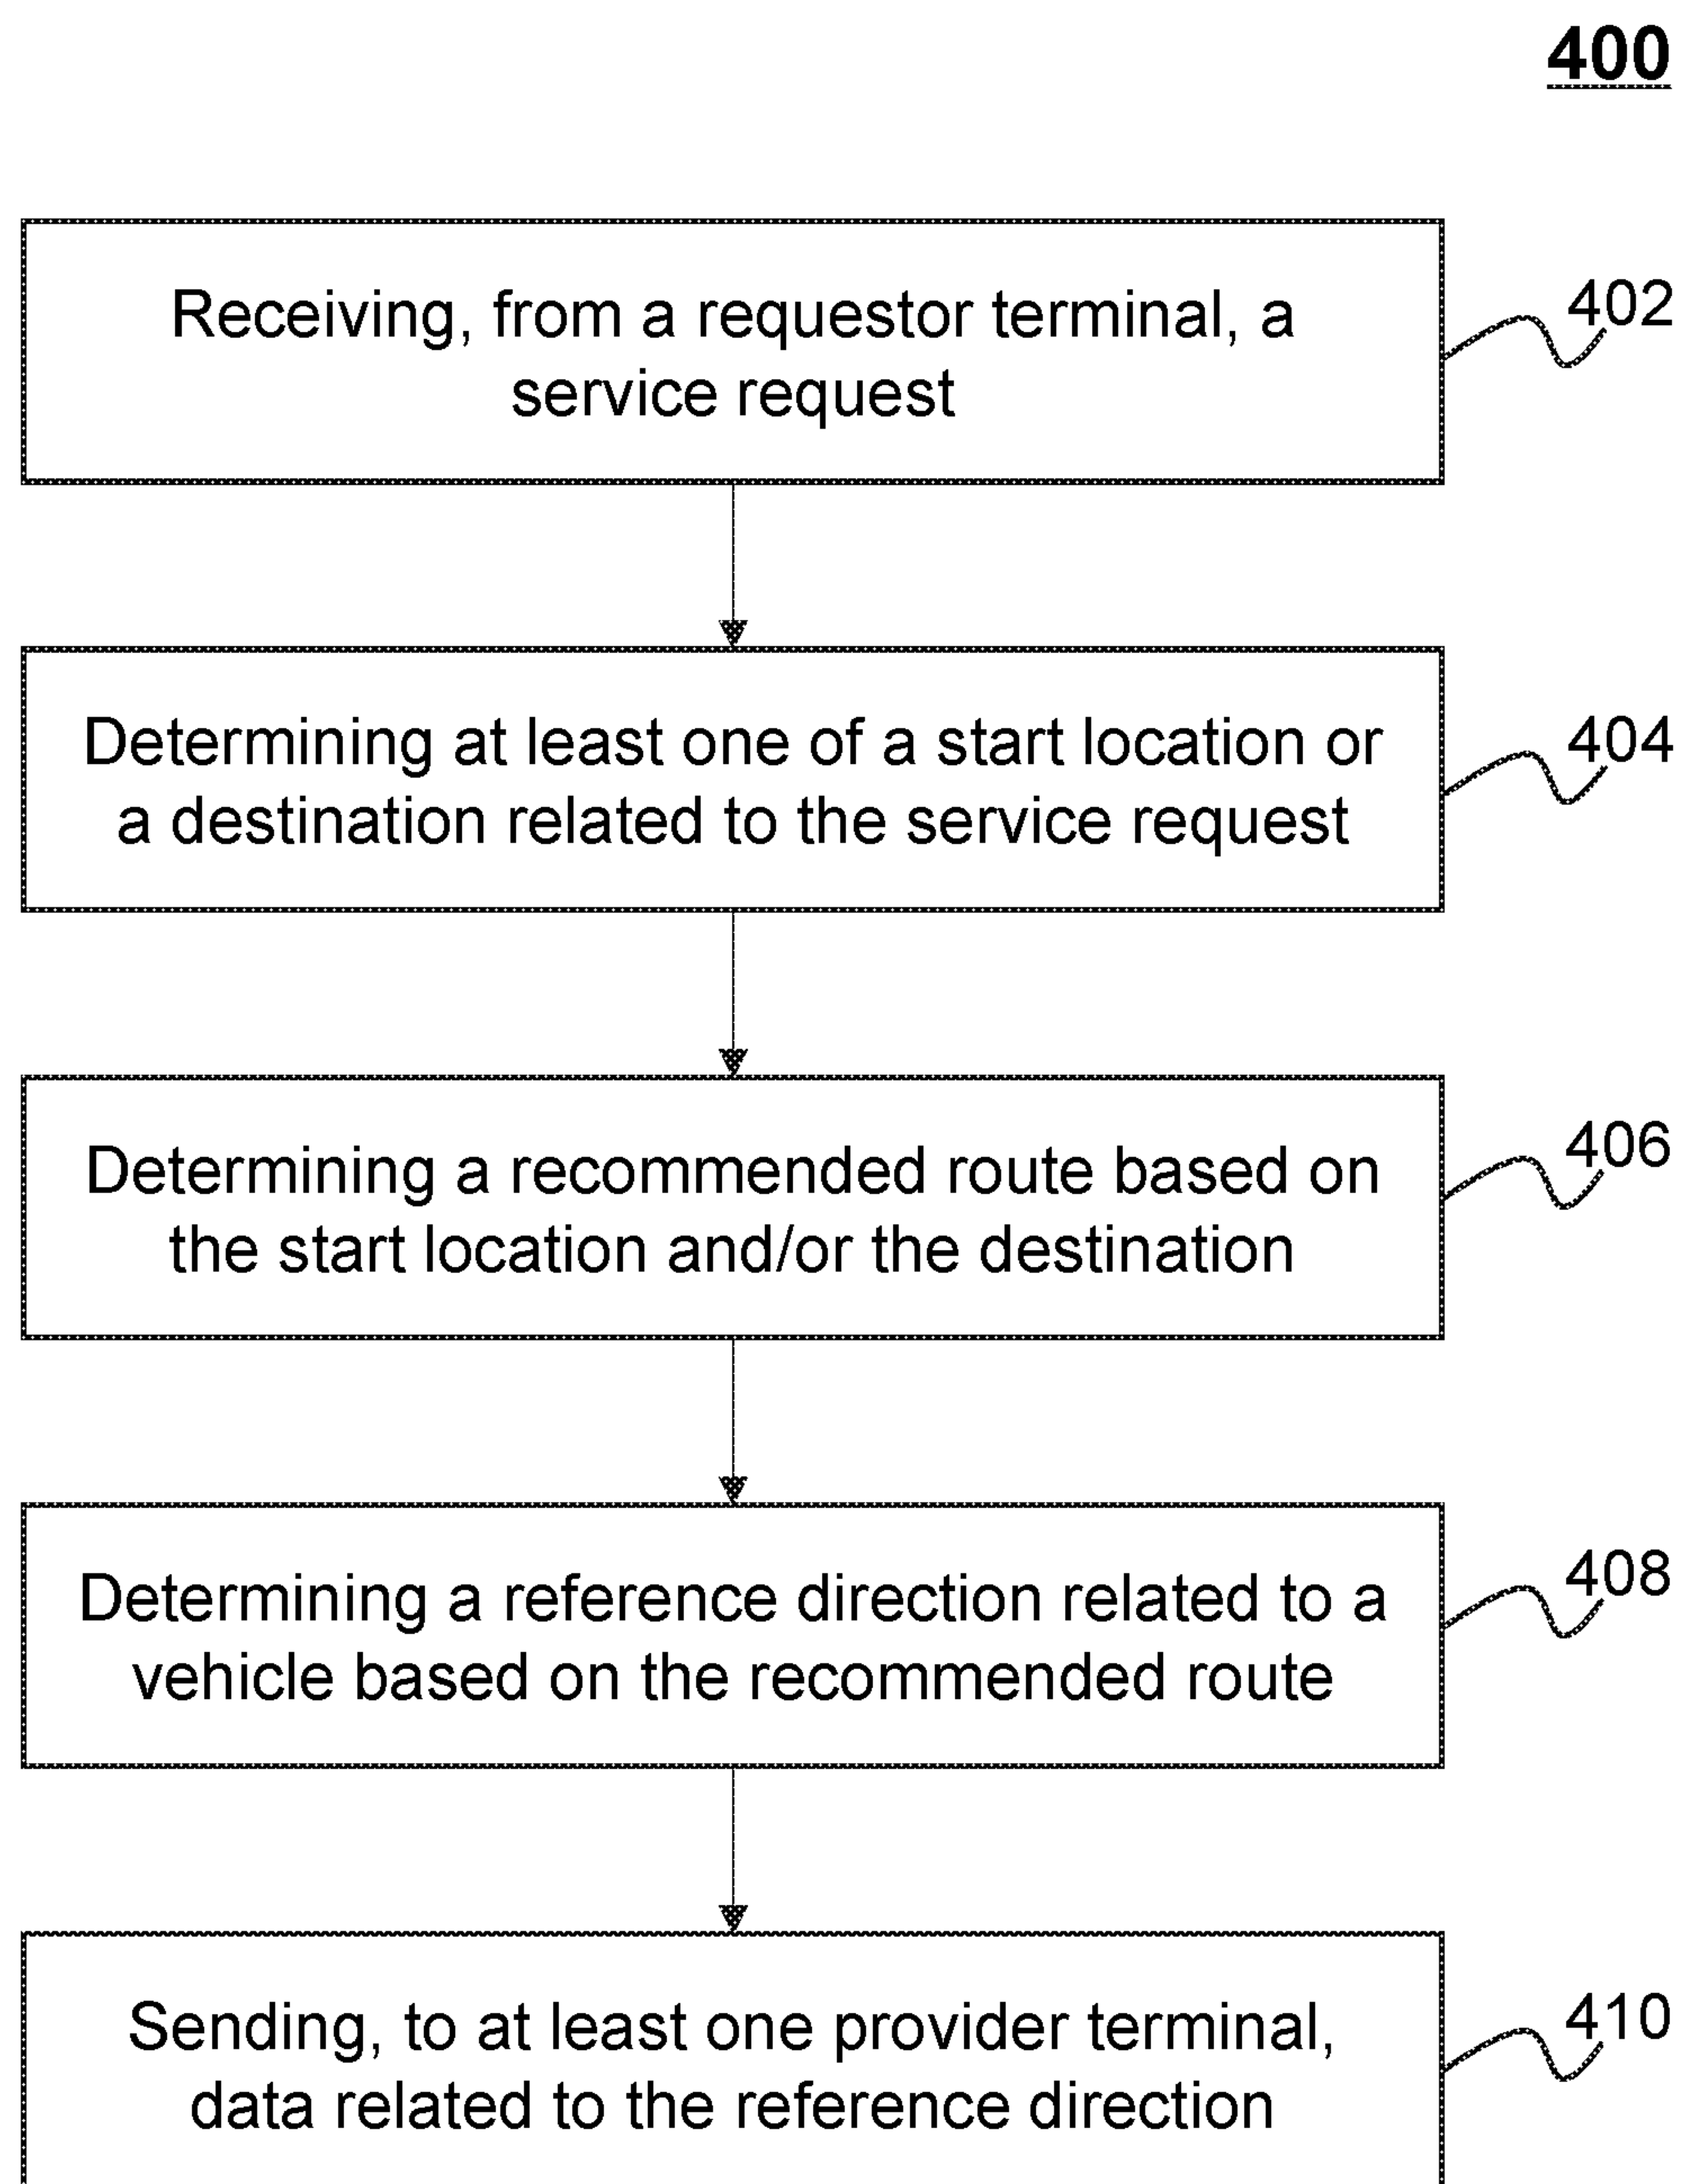 400
Receiving, from a requestor terminal, a
service request
402
Determining at least one of a start location or
a destination related to the service request
404
Determining a recommended route based on
the start location and/or the destination
406
Determining a reference direction related to a
vehicle based on the recommended route
408
Sending, to at least one provider terminal,
data related to the reference direction
410